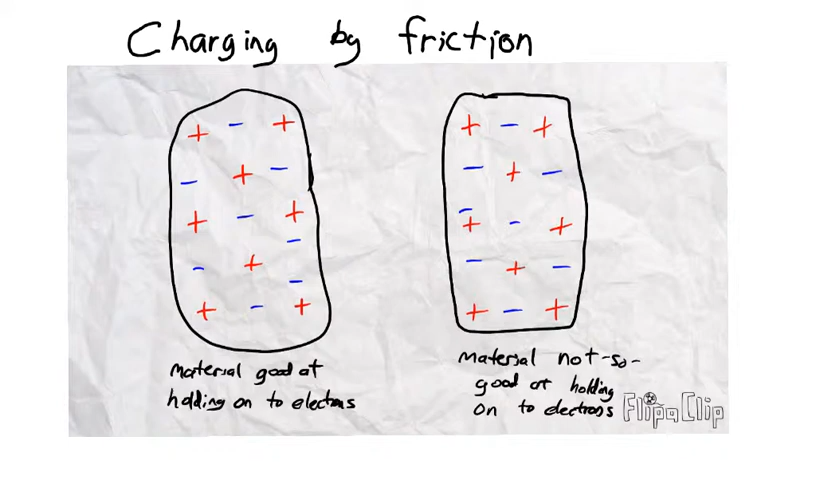 Charging by friction
+ - + + - +
- + - - + -
+ - + - + - +
-
- + - + -
-
+ - + + - +
Material good at
holding on to electrons
Material not-so-
good at holding
on to electrons
FlipaClip